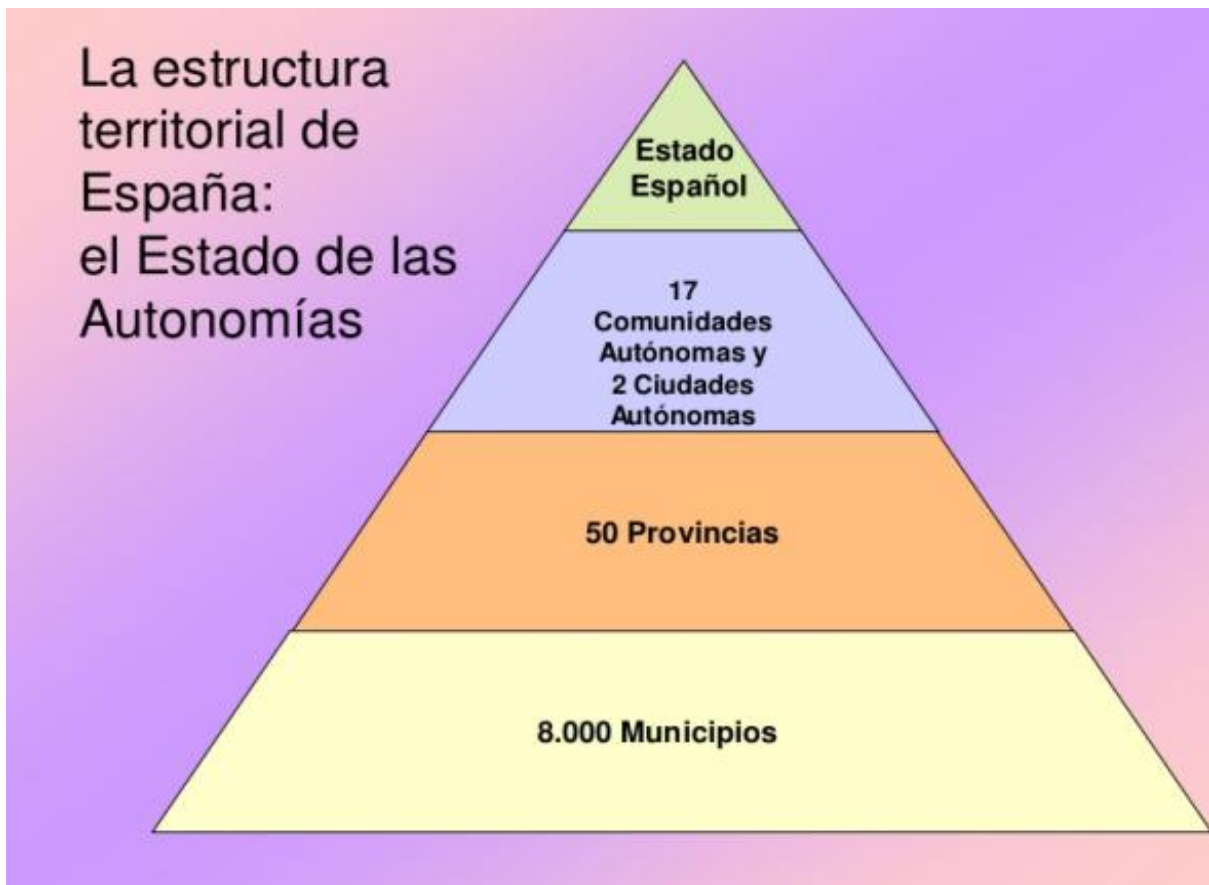 La estructura
territorial de
España:
el Estado de las
Autonomías
Estado
Español
17
Comunidades
Autónomas y
2 Ciudades
Autónomas
50 Provincias
8.000 Municipios